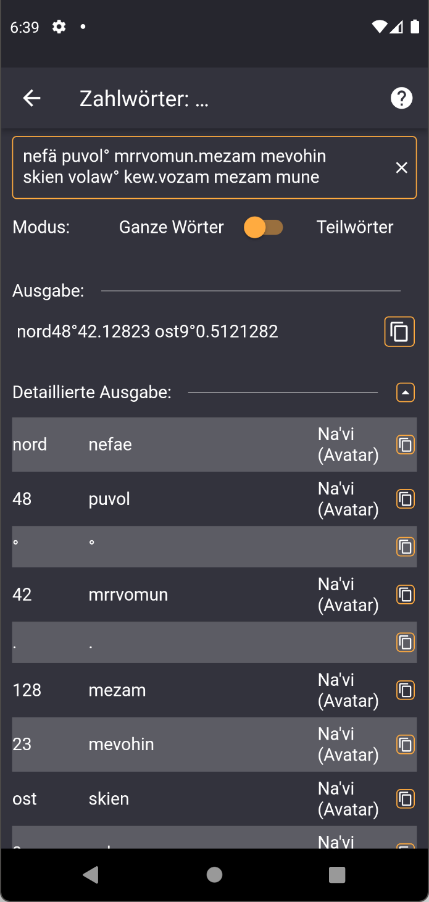 6:39
Zahlwörter: ...
nefä puvol° mrrvomun.mezam mevohin
skien volaw° kew.vozam mezam mune
Modus: Ganze Wörter Teilwörter
Ausgabe:
nord48°42.12823 ost9°0.5121282
Detaillierte Ausgabe:
nord nefae Na'vi (Avatar)
48 puvol Na'vi (Avatar)
° °
42 mrrvomun Na'vi (Avatar)
. .
128 mezam Na'vi (Avatar)
23 mevohin Na'vi (Avatar)
ost skien Na'vi (Avatar)
Na'vi